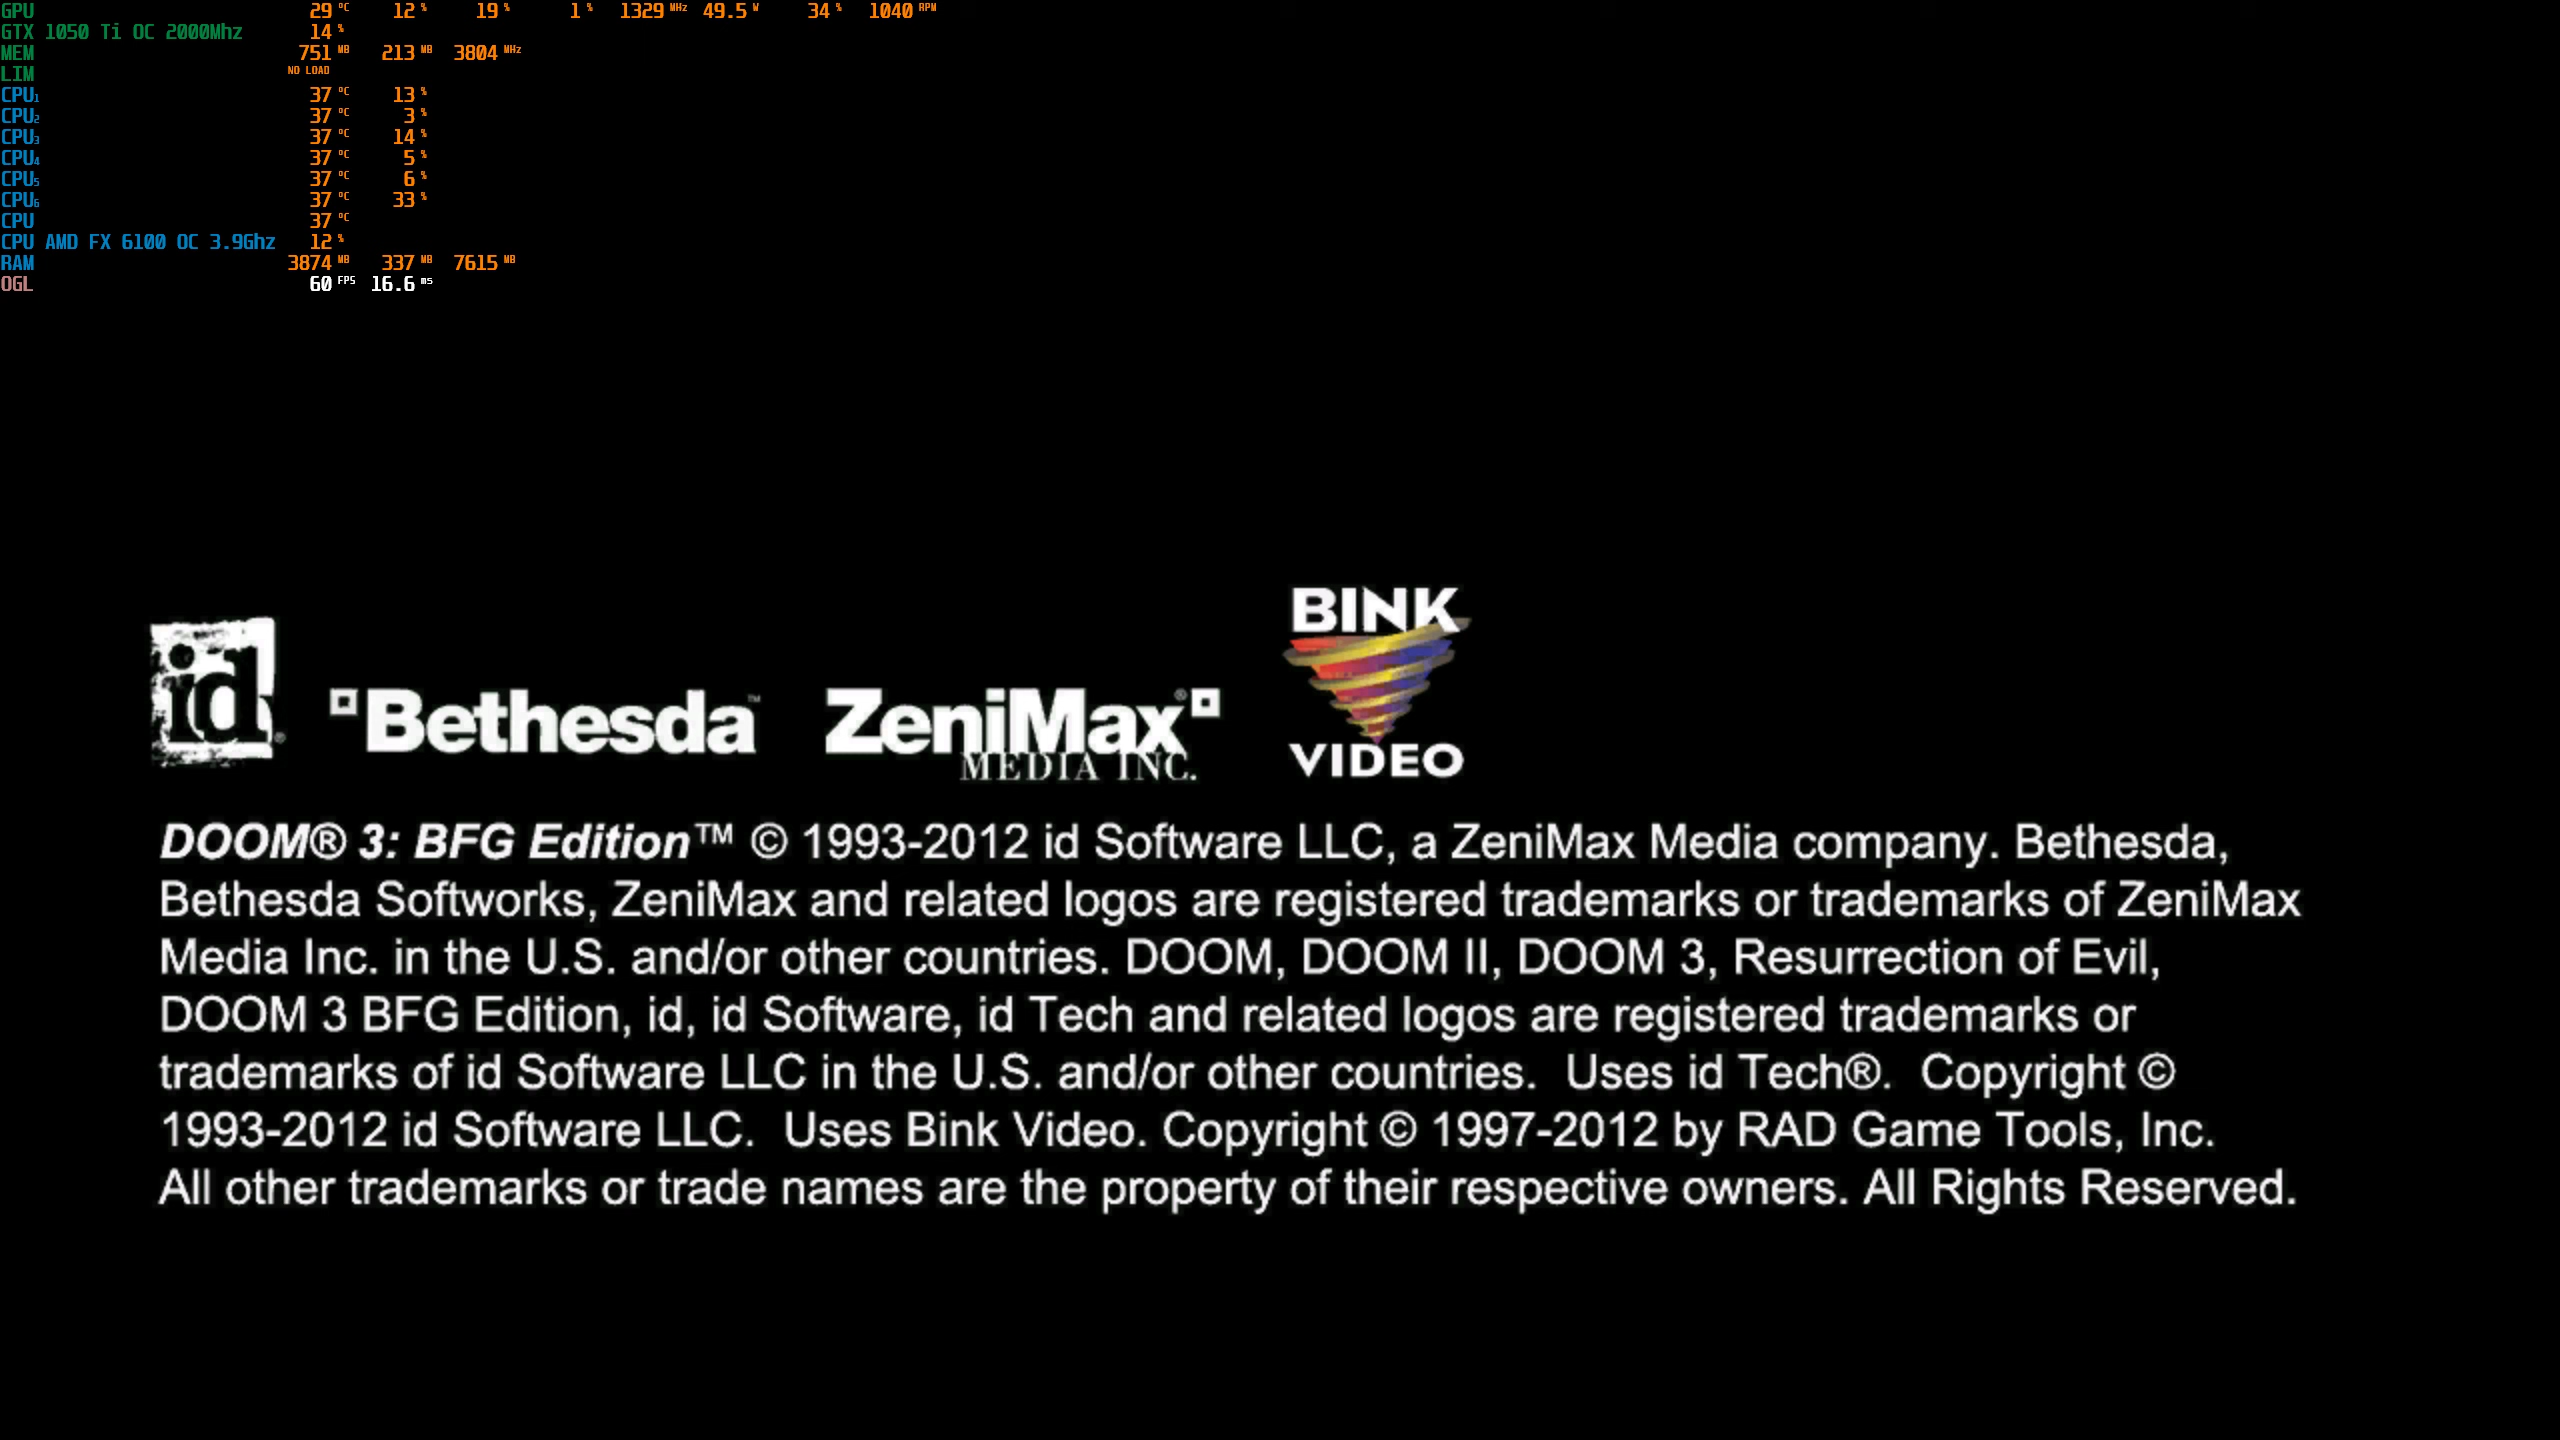 GPU 29 °C 12 % 19 % 1 % 1329 MHz 49.5 W 34 % 1040 RPM
GTX 1050 Ti OC 2000Mhz 14 %
MEM 751 MB 213 MB 3804 MHz
LIM NO LOAD
CPU1 37 °C 13 %
CPU2 37 °C 3 %
CPU3 37 °C 14 %
CPU4 37 °C 5 %
CPU5 37 °C 6 %
CPU6 37 °C 33 %
CPU 37 °C
CPU AMD FX 6100 OC 3.9Ghz 12 %
RAM 3874 MB 337 MB 7615 MB
OGL 60 FPS 16.6 ms
id® Bethesda™ ZeniMax® MEDIA INC. BINK VIDEO
DOOM® 3: BFG Edition™ © 1993-2012 id Software LLC, a ZeniMax Media company. Bethesda,
Bethesda Softworks, ZeniMax and related logos are registered trademarks or trademarks of ZeniMax
Media Inc. in the U.S. and/or other countries. DOOM, DOOM II, DOOM 3, Resurrection of Evil,
DOOM 3 BFG Edition, id, id Software, id Tech and related logos are registered trademarks or
trademarks of id Software LLC in the U.S. and/or other countries.  Uses id Tech®.  Copyright ©
1993-2012 id Software LLC.  Uses Bink Video. Copyright © 1997-2012 by RAD Game Tools, Inc.
All other trademarks or trade names are the property of their respective owners. All Rights Reserved.